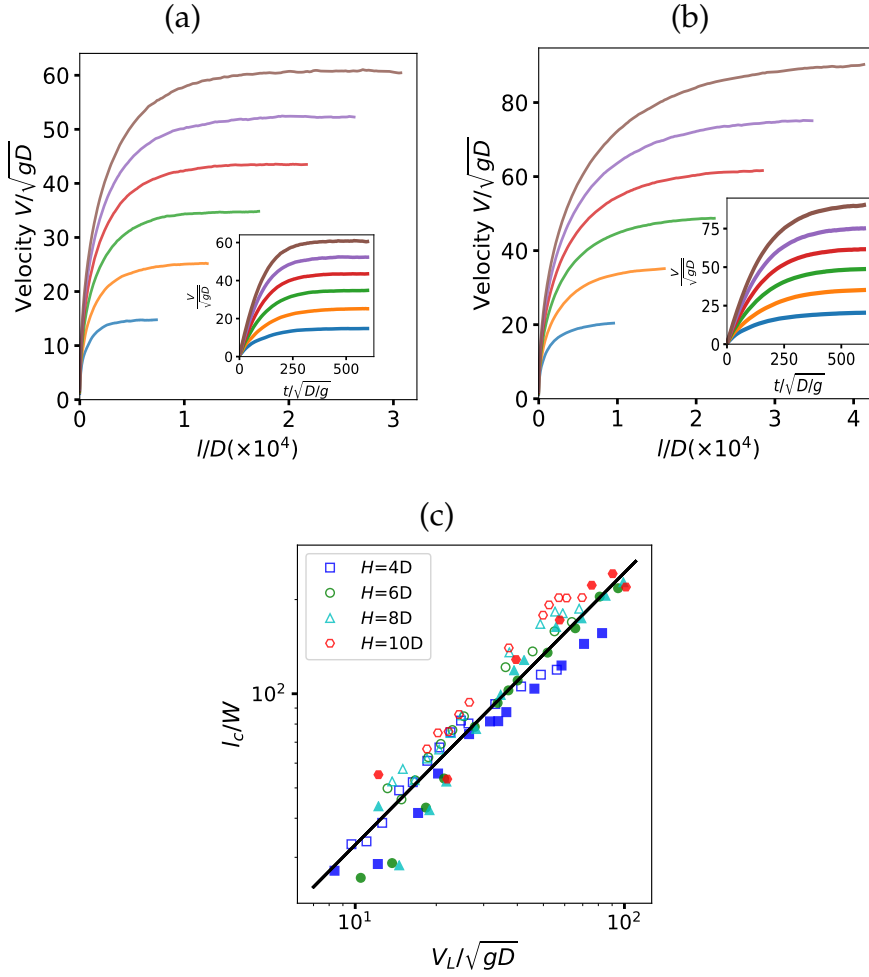 (a)
Velocity V/√gD
60
50
40
30
20
10
0
0
1
2
3
l/D(×10⁴)
V/√gD
60
40
20
0
0
250
500
t/√D/g
(b)
Velocity V/√gD
80
60
40
20
0
0
1
2
3
4
l/D(×10⁴)
V/√gD
75
50
25
0
0
250
500
t/√D/g
(c)
l_c/W
10²
H=4D
H=6D
H=8D
H=10D
10¹
10²
V_L/√gD